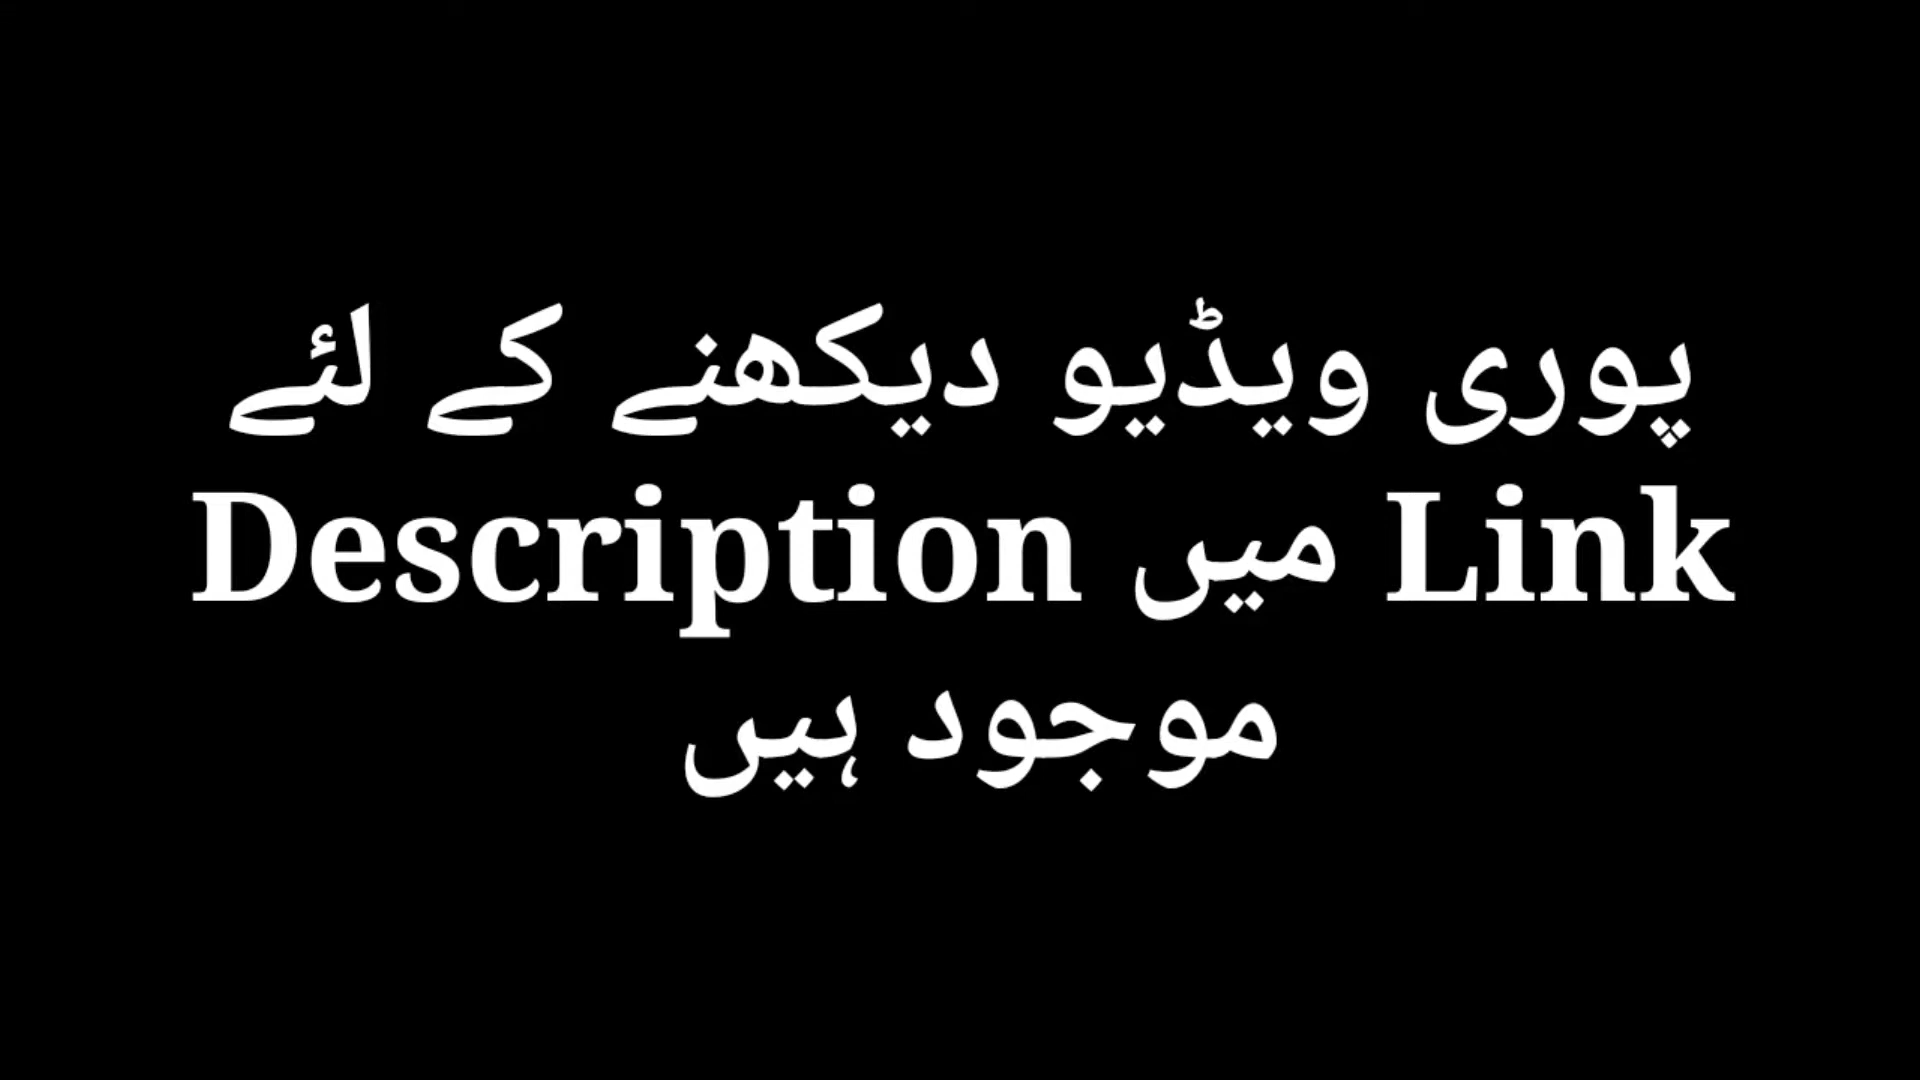 پوری ویڈیو دیکھنے کے لئے
Link میں Description
موجود ہیں